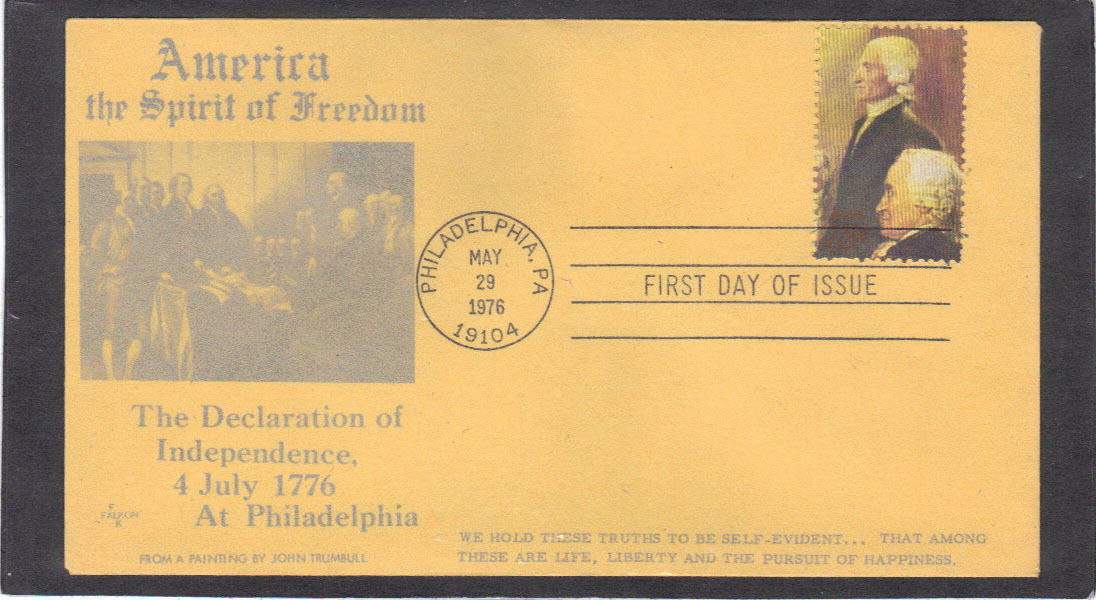 America
the Spirit of Freedom
PHILADELPHIA, PA
MAY
29
1976
19104
FIRST DAY OF ISSUE
The Declaration of
Independence,
4 July 1776
At Philadelphia
F
FALKON
K
FROM A PAINTING BY JOHN TRUMBULL
WE HOLD THESE TRUTHS TO BE SELF-EVIDENT... THAT AMONG
THESE ARE LIFE, LIBERTY AND THE PURSUIT OF HAPPINESS.